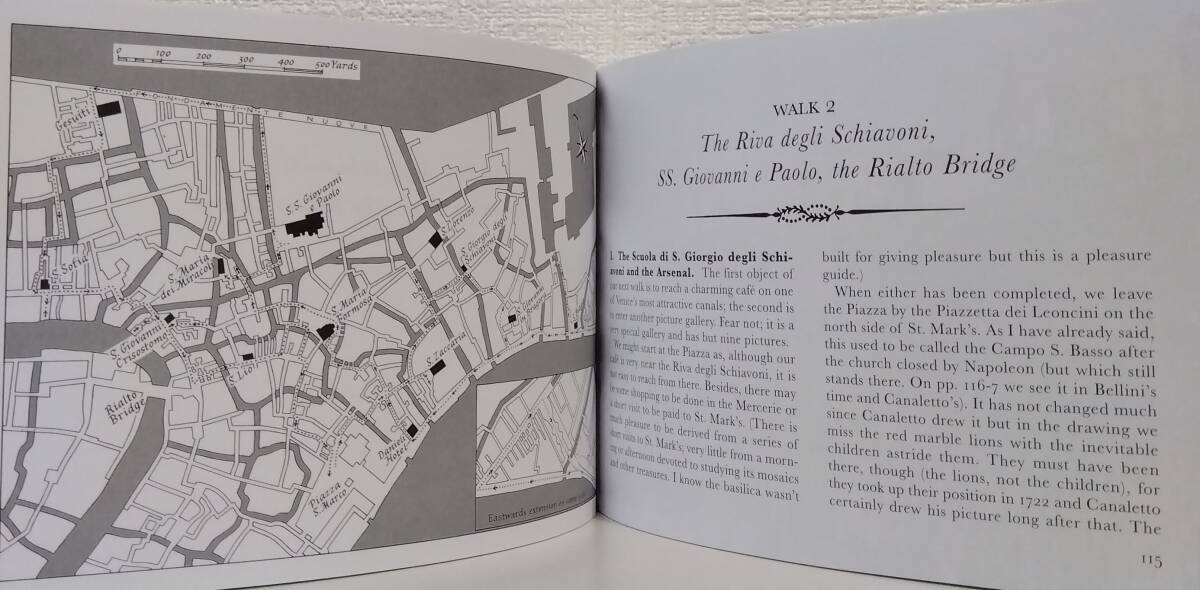 0 100 200 300 400 500 Yards
FONDAMENTE NUOVE
Gesuiti
S.S. Giovanni
e Paolo
S. Lorenzo
S. Giorgio degli
Schiavoni
S. Sofia
S. Maria
dei Miracoli
S. Maria
Formosa
S. Giovanni
Crisostomo
S. Lio
S. Zaccaria
Rialto
Bridge
Danieli
Hotel
Piazza
S. Marco
Eastwards extension on same scale
WALK 2
The Riva degli Schiavoni,
SS. Giovanni e Paolo, the Rialto Bridge
1. The Scuola di S. Giorgio degli Schi-
avoni and the Arsenal. The first object of
our next walk is to reach a charming café on one
of Venice's most attractive canals; the second is
to enter another picture gallery. Fear not; it is a
very special gallery and has but nine pictures.
We might start at the Piazza as, although our
café is very near the Riva degli Schiavoni, it is
not easy to reach from there. Besides, there may
be some shopping to be done in the Mercerie or
a short visit to be paid to St. Mark's. (There is
much pleasure to be derived from a series of
short visits to St. Mark's; very little from a morn-
ing or afternoon devoted to studying its mosaics
and other treasures. I know the basilica wasn't
built for giving pleasure but this is a pleasure
guide.)
When either has been completed, we leave
the Piazza by the Piazzetta dei Leoncini on the
north side of St. Mark's. As I have already said,
this used to be called the Campo S. Basso after
the church closed by Napoleon (but which still
stands there. On pp. 116-7 we see it in Bellini's
time and Canaletto's). It has not changed much
since Canaletto drew it but in the drawing we
miss the red marble lions with the inevitable
children astride them. They must have been
there, though (the lions, not the children), for
they took up their position in 1722 and Canaletto
certainly drew his picture long after that. The
115